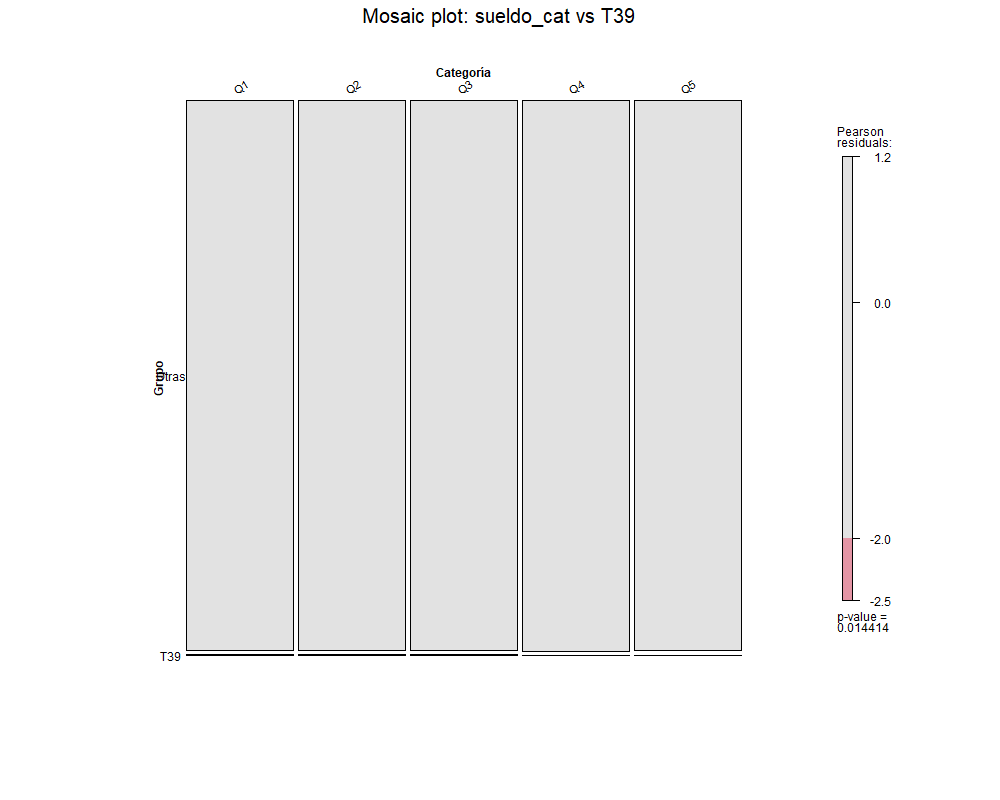 Mosaic plot: sueldo_cat vs T39
Categoría
Q1 Q2 Q3 Q4 Q5
Pearson
residuals:
1.2
0.0
Grupo
Otras
-2.0
-2.5
p-value =
0.014414
T39